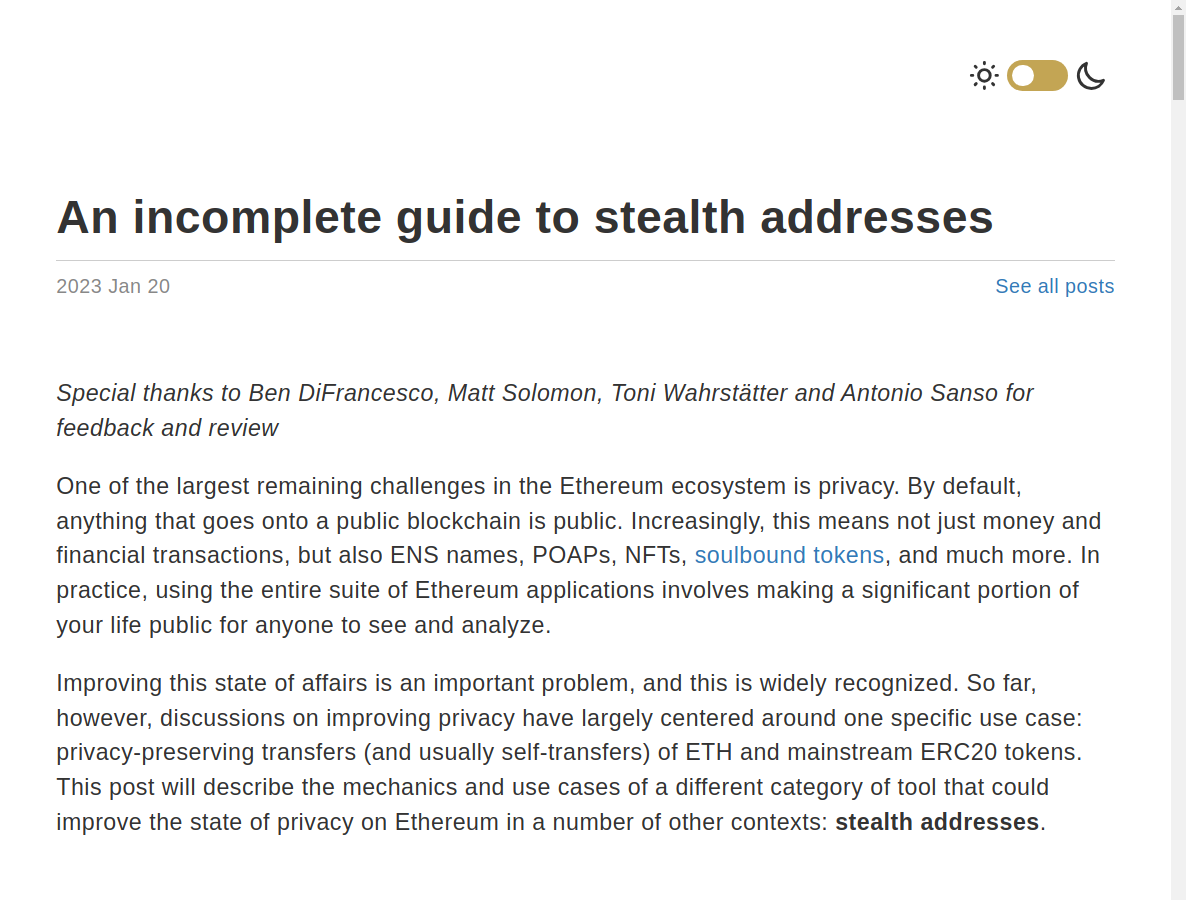 An incomplete guide to stealth addresses
2023 Jan 20
See all posts
Special thanks to Ben DiFrancesco, Matt Solomon, Toni Wahrstätter and Antonio Sanso for
feedback and review
One of the largest remaining challenges in the Ethereum ecosystem is privacy. By default,
anything that goes onto a public blockchain is public. Increasingly, this means not just money and
financial transactions, but also ENS names, POAPs, NFTs, soulbound tokens, and much more. In
practice, using the entire suite of Ethereum applications involves making a significant portion of
your life public for anyone to see and analyze.
Improving this state of affairs is an important problem, and this is widely recognized. So far,
however, discussions on improving privacy have largely centered around one specific use case:
privacy-preserving transfers (and usually self-transfers) of ETH and mainstream ERC20 tokens.
This post will describe the mechanics and use cases of a different category of tool that could
improve the state of privacy on Ethereum in a number of other contexts: stealth addresses.